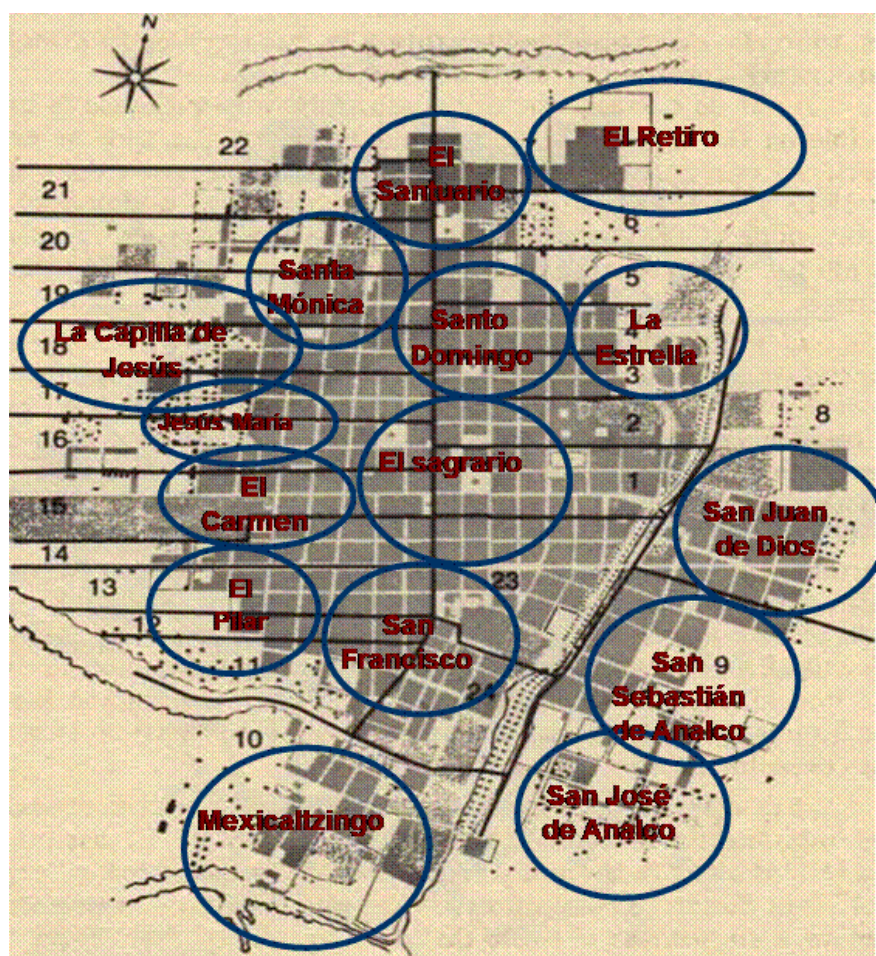 N
22
El
Santuario
El Retiro
21
6
20
5
Santa
Mónica
19
Santo
Domingo
4
La
Estrella
La Capilla de
Jesús
18
3
17
Jesús María
2
8
16
El sagrario
1
El
Carmen
15
San Juan
de Dios
14
13
23
El
Pilar
12
San
Francisco
11
9
San
Sebastián
de Analco
24
10
San José
de Analco
Mexicaltzingo